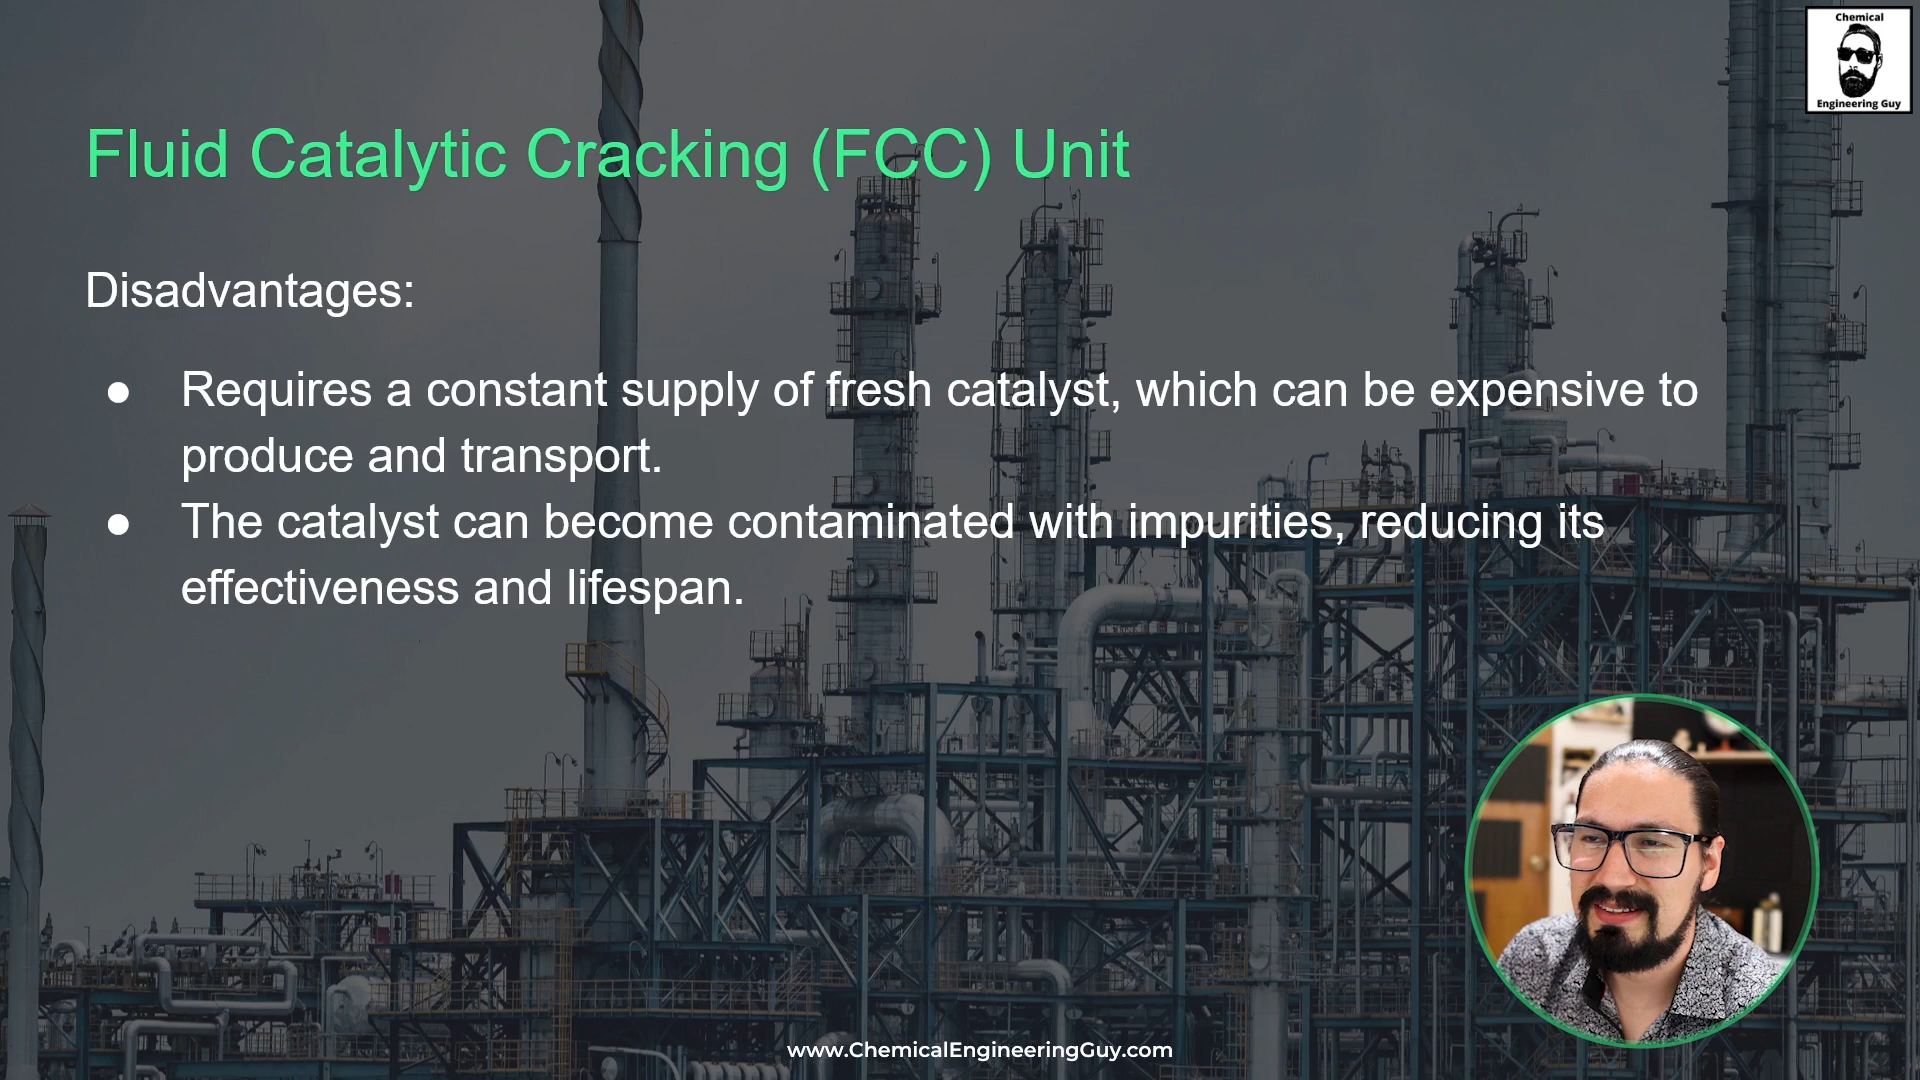 Chemical
Engineering Guy
Fluid Catalytic Cracking (FCC) Unit
Disadvantages:
● Requires a constant supply of fresh catalyst, which can be expensive to
produce and transport.
● The catalyst can become contaminated with impurities, reducing its
effectiveness and lifespan.
www.ChemicalEngineeringGuy.com